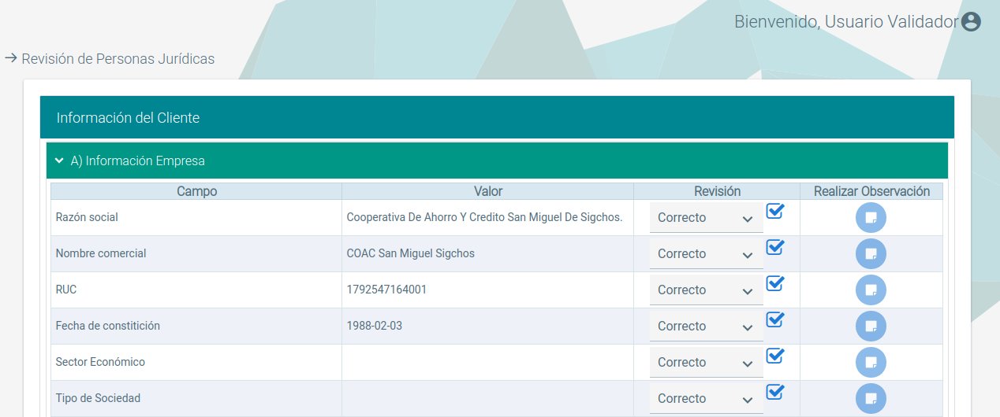 Bienvenido, Usuario Validador
Revisión de Personas Jurídicas
Información del Cliente
A) Información Empresa
Campo Valor Revisión Realizar Observación
Razón social Cooperativa De Ahorro Y Credito San Miguel De Sigchos. Correcto
Nombre comercial COAC San Miguel Sigchos Correcto
RUC 1792547164001 Correcto
Fecha de constitición 1988-02-03 Correcto
Sector Económico Correcto
Tipo de Sociedad Correcto